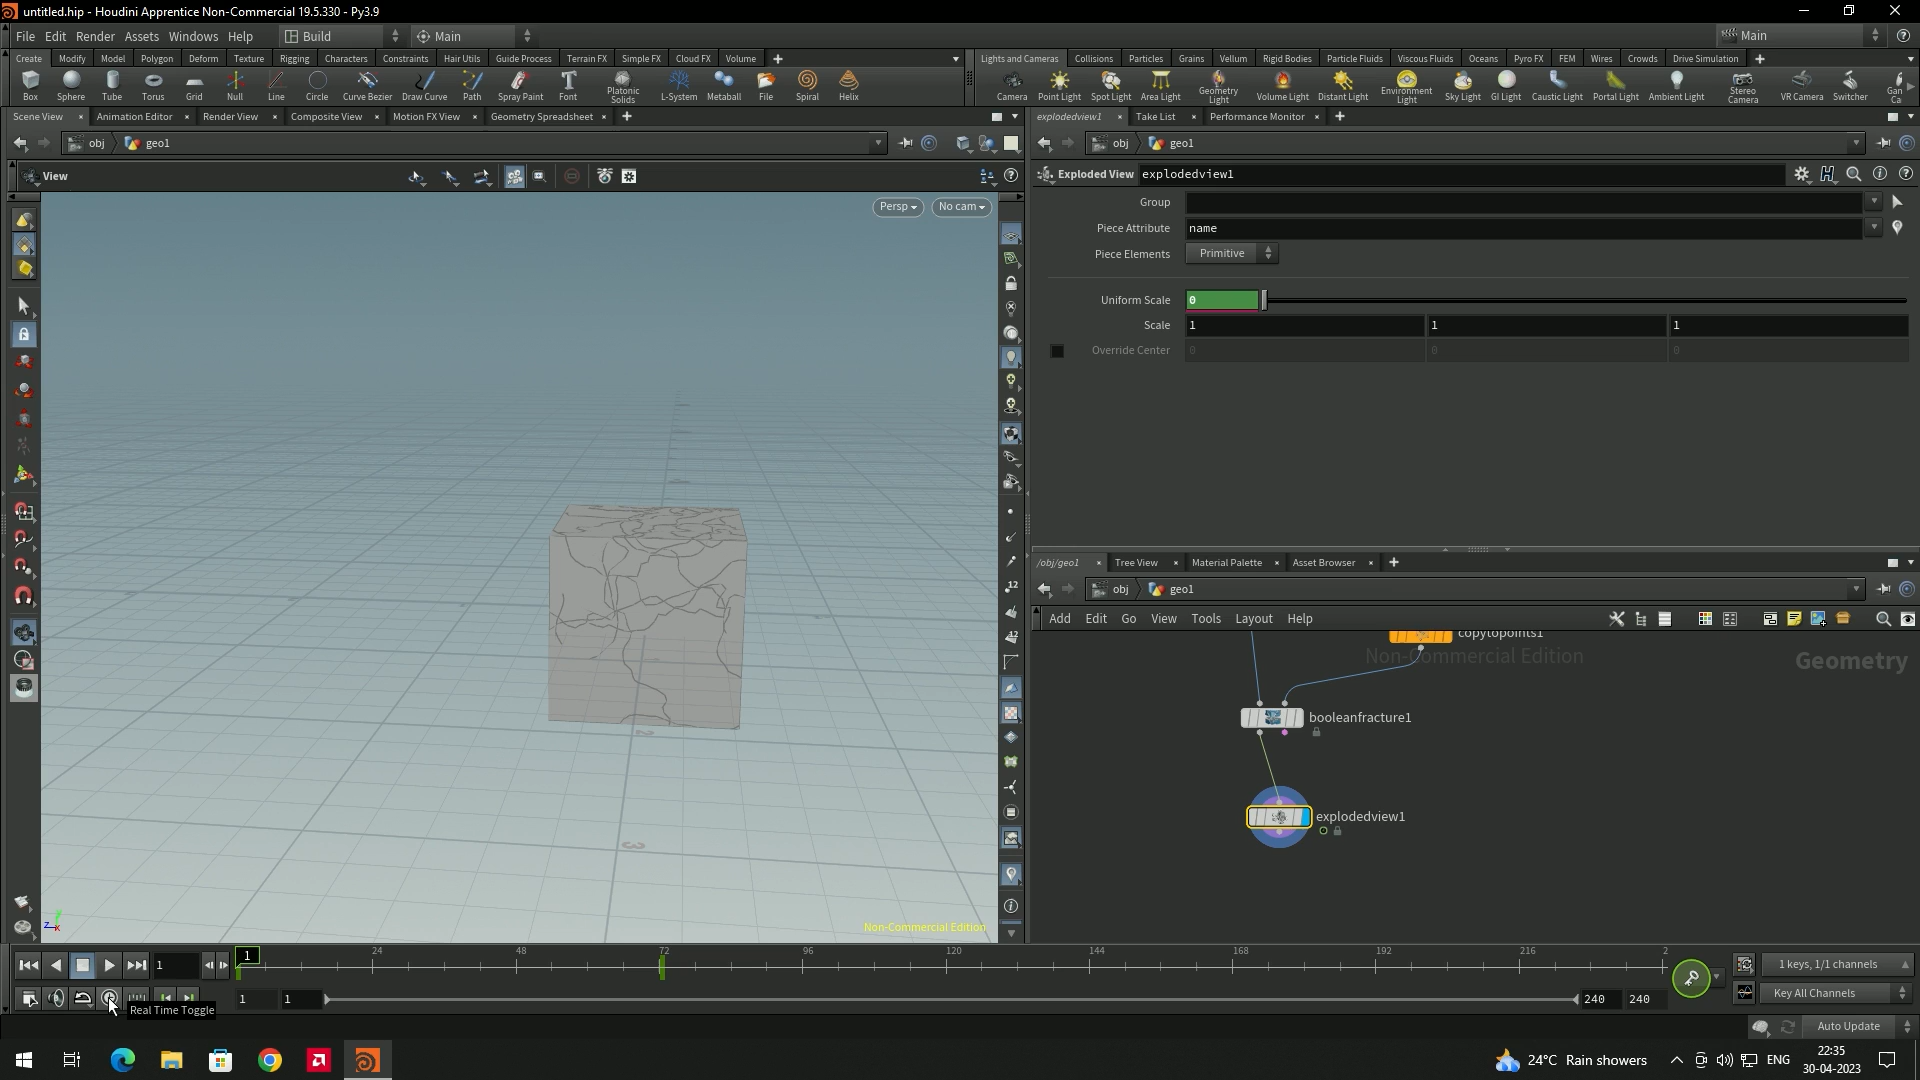 untitled.hip - Houdini Apprentice Non-Commercial 19.5.330 - Py3.9
File Edit Render Assets Windows Help Build Main Main
Create Modify Model Polygon Deform Texture Rigging Characters Constraints Hair Utils Guide Process Terrain FX Simple FX Cloud FX Volume
Lights and Cameras Collisions Particles Grains Vellum Rigid Bodies Particle Fluids Viscous Fluids Oceans Pyro FX FEM Wires Crowds Drive Simulation
Box Sphere Tube Torus Grid Null Line Circle Curve Bezier Draw Curve Path Spray Paint Font Platonic Solids L-System Metaball File Spiral Helix
Camera Point Light Spot Light Area Light Geometry Light Volume Light Distant Light Environment Light Sky Light GI Light Caustic Light Portal Light Ambient Light Stereo Camera VR Camera Switcher Gan Ca
Scene View Animation Editor Render View Composite View Motion FX View Geometry Spreadsheet
explodedview1 Take List Performance Monitor
obj geo1
obj geo1
View
Persp No cam
Exploded View explodedview1
Group
Piece Attribute name
Piece Elements Primitive
Uniform Scale 0
Scale 1 1 1
Override Center 0 0 0
/obj/geo1 Tree View Material Palette Asset Browser
obj geo1
Add Edit Go View Tools Layout Help
copytopoints1
Non-Commercial Edition
Geometry
booleanfracture1
explodedview1
12
12
2
3
Z
Non-Commercial Edition
1 1 24 48 72 96 120 144 168 192 216 2
1 keys, 1/1 channels
Real Time Toggle
1 1 240 240
Key All Channels
Auto Update
24°C Rain showers ENG 22:35
30-04-2023